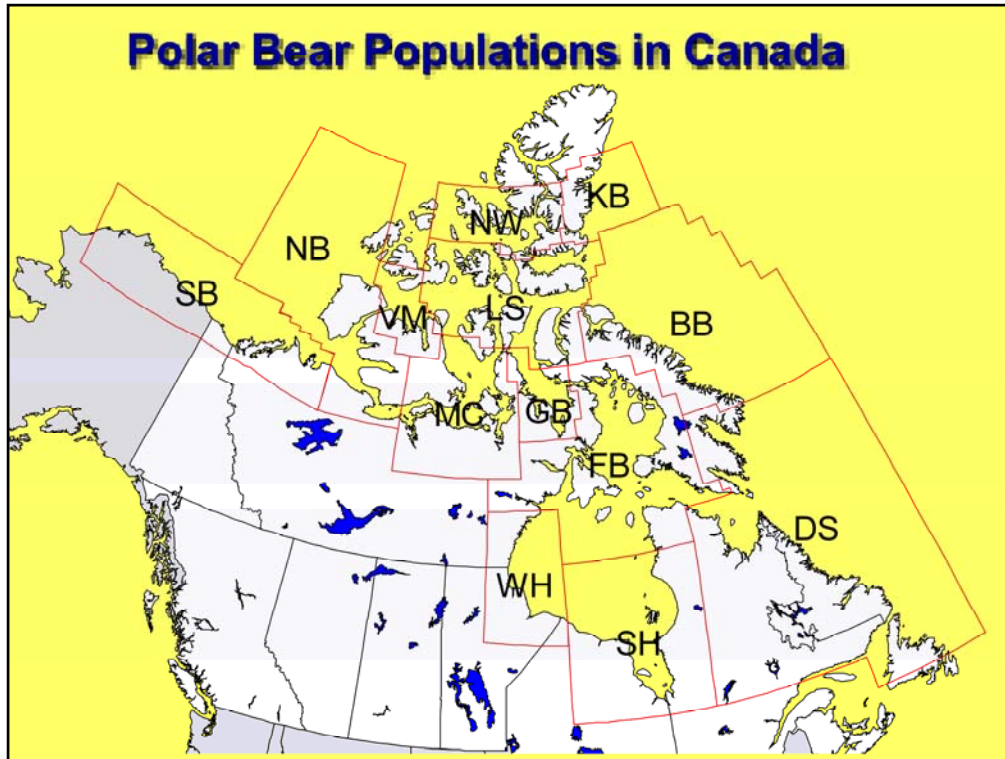 Polar Bear Populations in Canada
KB
NW
NB
SB
VM
LS
BB
MC
GB
FB
DS
WH
SH